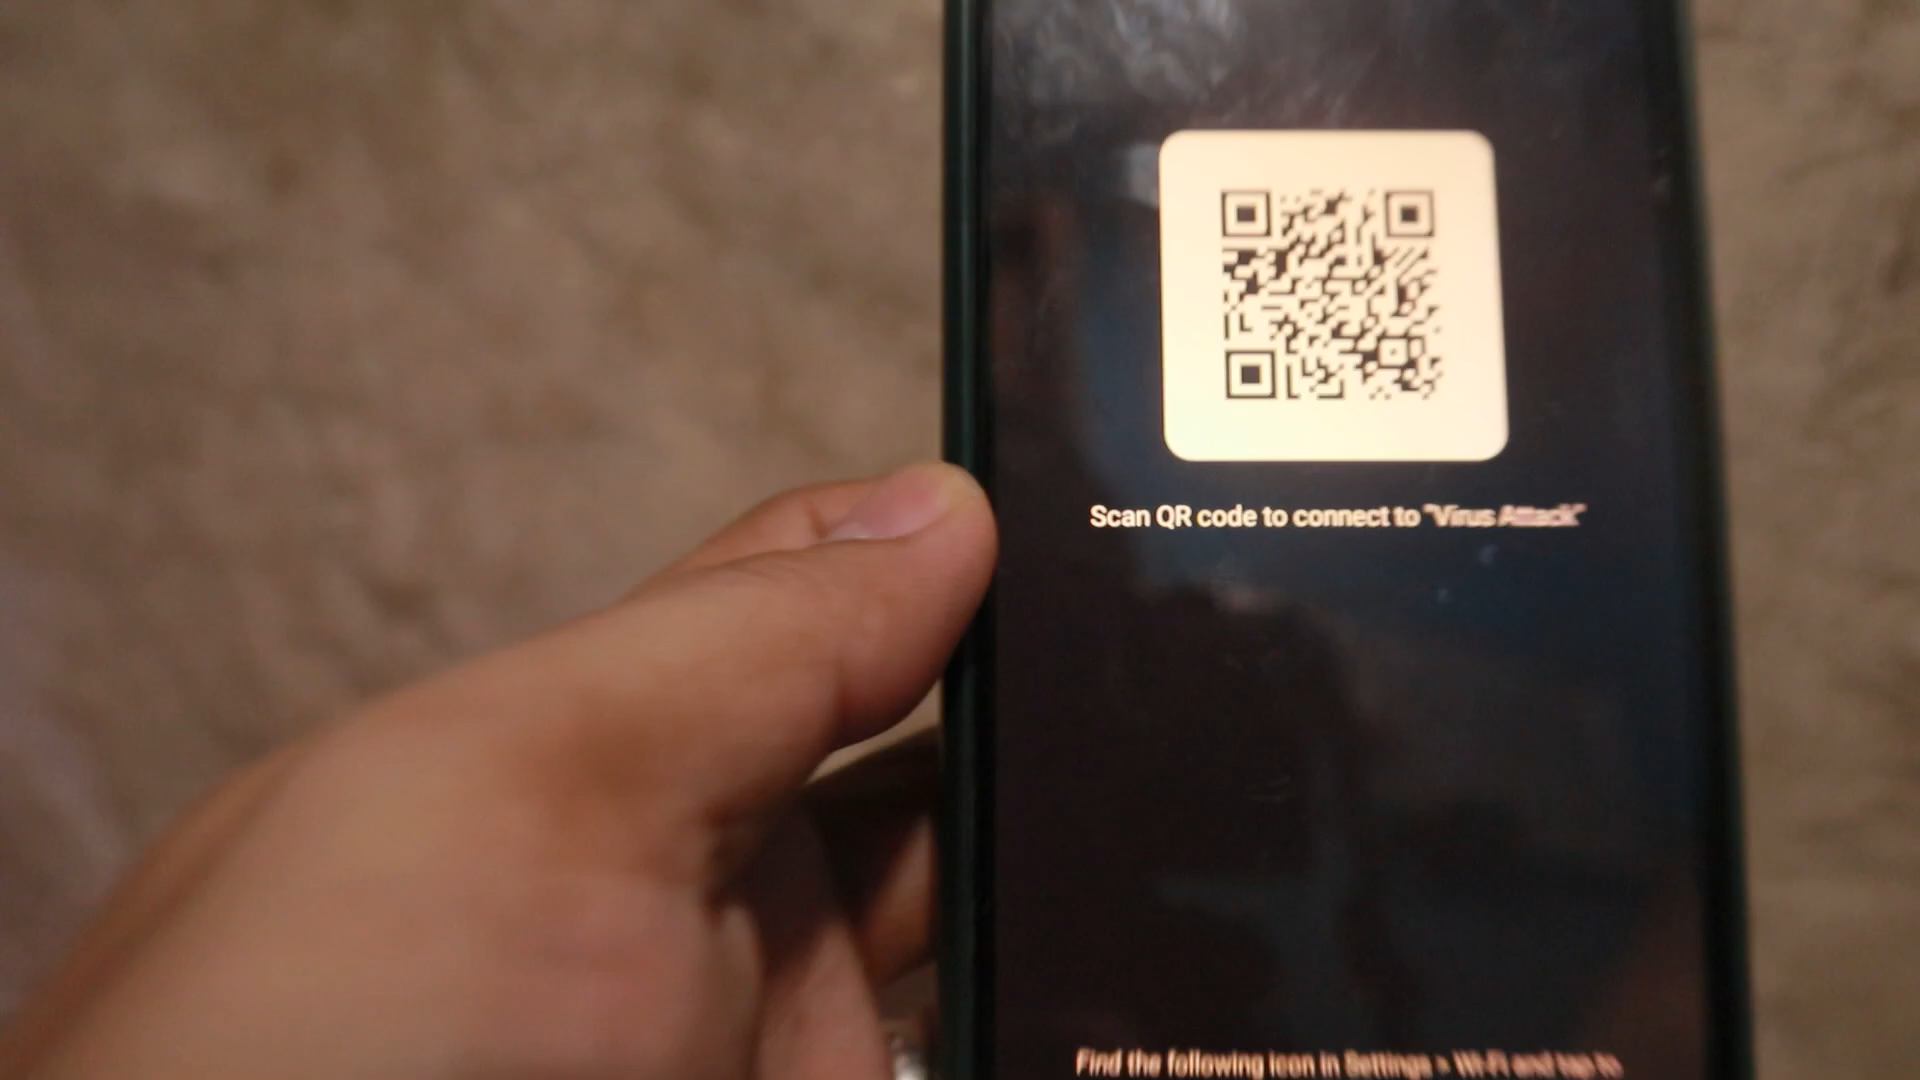 Scan QR code to connect to "Virus Attack"
Find the following icon in Settings > Wi-Fi and tap to